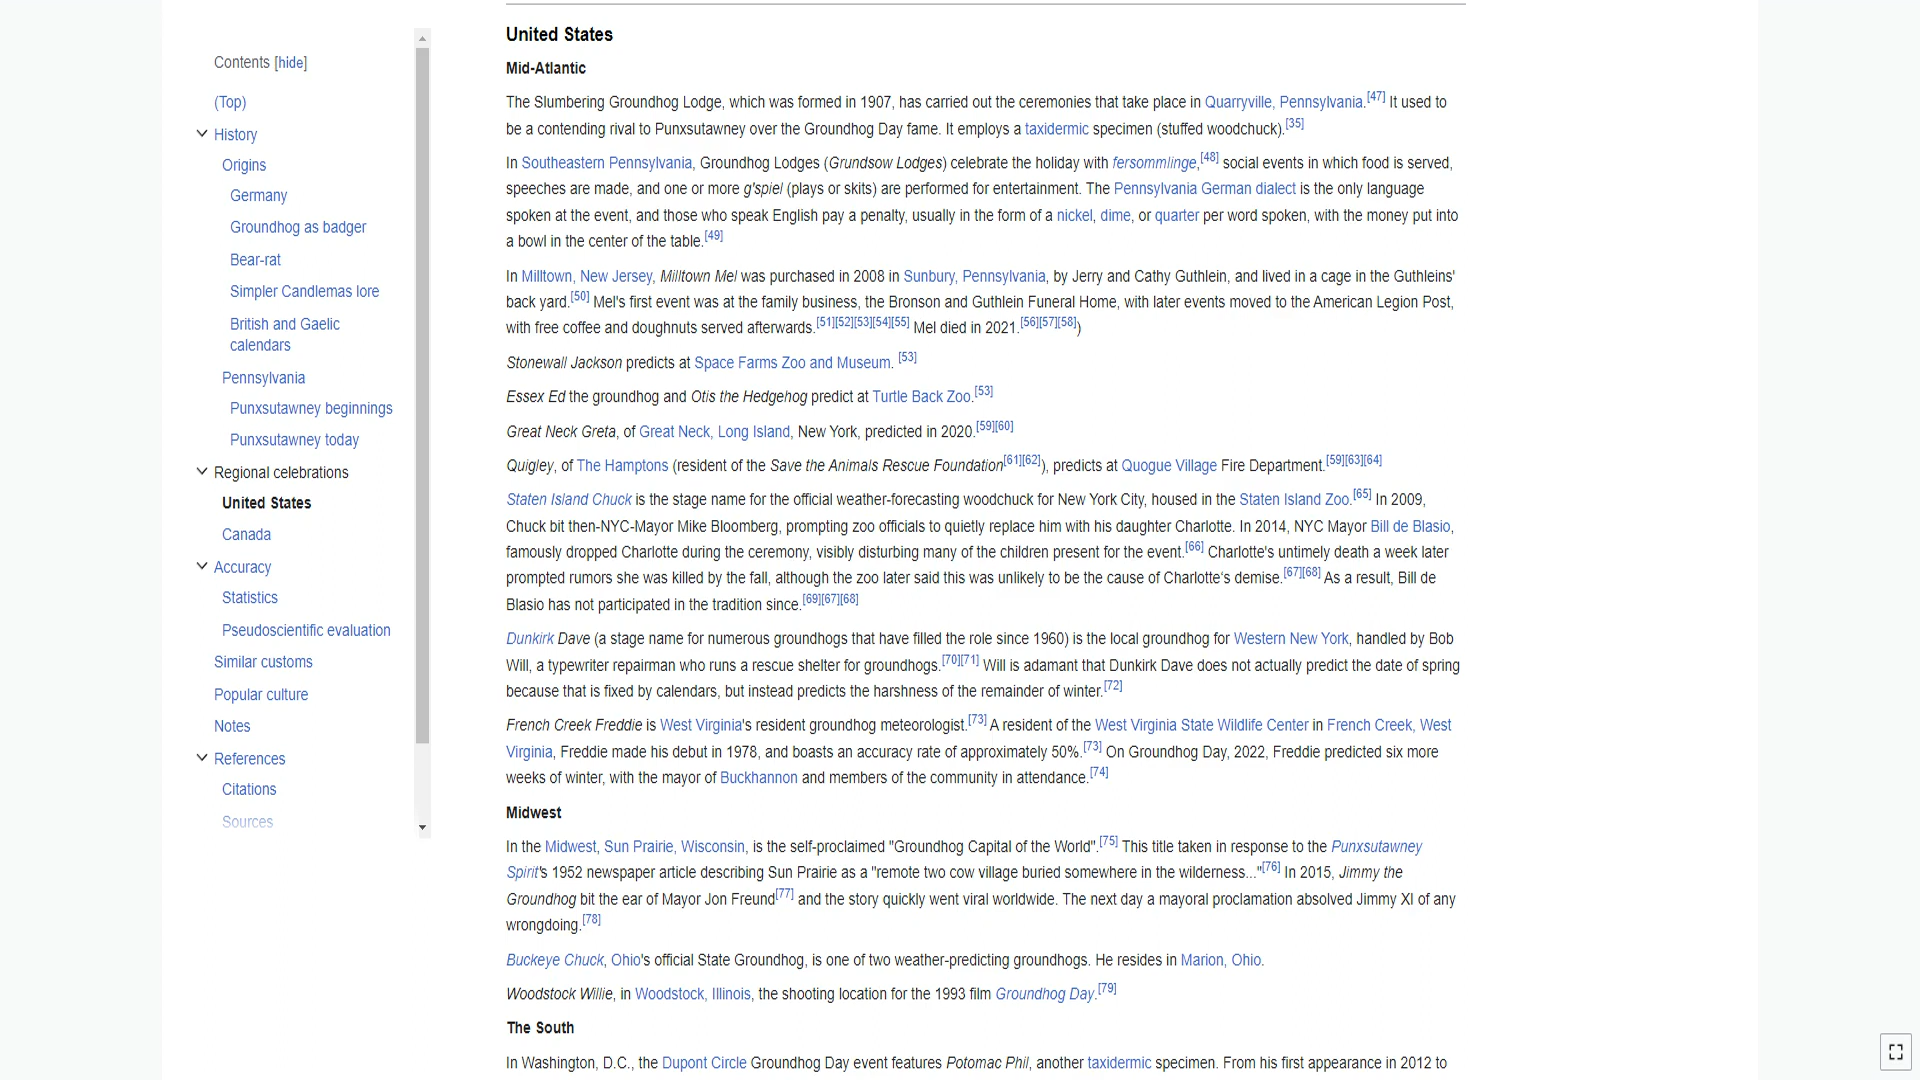 Contents [hide]
(Top)
History
Origins
Germany
Groundhog as badger
Bear-rat
Simpler Candlemas lore
British and Gaelic
calendars
Pennsylvania
Punxsutawney beginnings
Punxsutawney today
Regional celebrations
United States
Canada
Accuracy
Statistics
Pseudoscientific evaluation
Similar customs
Popular culture
Notes
References
Citations
Sources
United States
Mid-Atlantic
The Slumbering Groundhog Lodge, which was formed in 1907, has carried out the ceremonies that take place in Quarryville, Pennsylvania.[47] It used to
be a contending rival to Punxsutawney over the Groundhog Day fame. It employs a taxidermic specimen (stuffed woodchuck).[35]
In Southeastern Pennsylvania, Groundhog Lodges (Grundsow Lodges) celebrate the holiday with fersommlinge,[48] social events in which food is served,
speeches are made, and one or more g'spiel (plays or skits) are performed for entertainment. The Pennsylvania German dialect is the only language
spoken at the event, and those who speak English pay a penalty, usually in the form of a nickel, dime, or quarter per word spoken, with the money put into
a bowl in the center of the table.[49]
In Milltown, New Jersey, Milltown Mel was purchased in 2008 in Sunbury, Pennsylvania, by Jerry and Cathy Guthlein, and lived in a cage in the Guthleins'
back yard.[50] Mel's first event was at the family business, the Bronson and Guthlein Funeral Home, with later events moved to the American Legion Post,
with free coffee and doughnuts served afterwards.[51][52][53][54][55] Mel died in 2021.[56][57][58])
Stonewall Jackson predicts at Space Farms Zoo and Museum. [53]
Essex Ed the groundhog and Otis the Hedgehog predict at Turtle Back Zoo.[53]
Great Neck Greta, of Great Neck, Long Island, New York, predicted in 2020.[59][60]
Quigley, of The Hamptons (resident of the Save the Animals Rescue Foundation[61][62]), predicts at Quogue Village Fire Department.[59][63][64]
Staten Island Chuck is the stage name for the official weather-forecasting woodchuck for New York City, housed in the Staten Island Zoo.[65] In 2009,
Chuck bit then-NYC-Mayor Mike Bloomberg, prompting zoo officials to quietly replace him with his daughter Charlotte. In 2014, NYC Mayor Bill de Blasio,
famously dropped Charlotte during the ceremony, visibly disturbing many of the children present for the event.[66] Charlotte's untimely death a week later
prompted rumors she was killed by the fall, although the zoo later said this was unlikely to be the cause of Charlotte's demise.[67][68] As a result, Bill de
Blasio has not participated in the tradition since.[69][67][68]
Dunkirk Dave (a stage name for numerous groundhogs that have filled the role since 1960) is the local groundhog for Western New York, handled by Bob
Will, a typewriter repairman who runs a rescue shelter for groundhogs.[70][71] Will is adamant that Dunkirk Dave does not actually predict the date of spring
because that is fixed by calendars, but instead predicts the harshness of the remainder of winter.[72]
French Creek Freddie is West Virginia's resident groundhog meteorologist.[73] A resident of the West Virginia State Wildlife Center in French Creek, West
Virginia, Freddie made his debut in 1978, and boasts an accuracy rate of approximately 50%.[73] On Groundhog Day, 2022, Freddie predicted six more
weeks of winter, with the mayor of Buckhannon and members of the community in attendance.[74]
Midwest
In the Midwest, Sun Prairie, Wisconsin, is the self-proclaimed "Groundhog Capital of the World".[75] This title taken in response to the Punxsutawney
Spirit's 1952 newspaper article describing Sun Prairie as a "remote two cow village buried somewhere in the wilderness..."[76] In 2015, Jimmy the
Groundhog bit the ear of Mayor Jon Freund[77] and the story quickly went viral worldwide. The next day a mayoral proclamation absolved Jimmy XI of any
wrongdoing.[78]
Buckeye Chuck, Ohio's official State Groundhog, is one of two weather-predicting groundhogs. He resides in Marion, Ohio.
Woodstock Willie, in Woodstock, Illinois, the shooting location for the 1993 film Groundhog Day.[79]
The South
In Washington, D.C., the Dupont Circle Groundhog Day event features Potomac Phil, another taxidermic specimen. From his first appearance in 2012 to